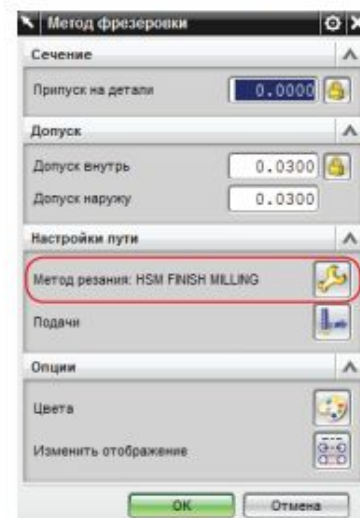 Метод фрезеровки
Сечение
Припуск на детали 0.0000
Допуск
Допуск внутрь 0.0300
Допуск наружу 0.0300
Настройки пути
Метод резания: HSM FINISH MILLING
Подачи
Опции
Цвета
Изменить отображение
OK Отмена